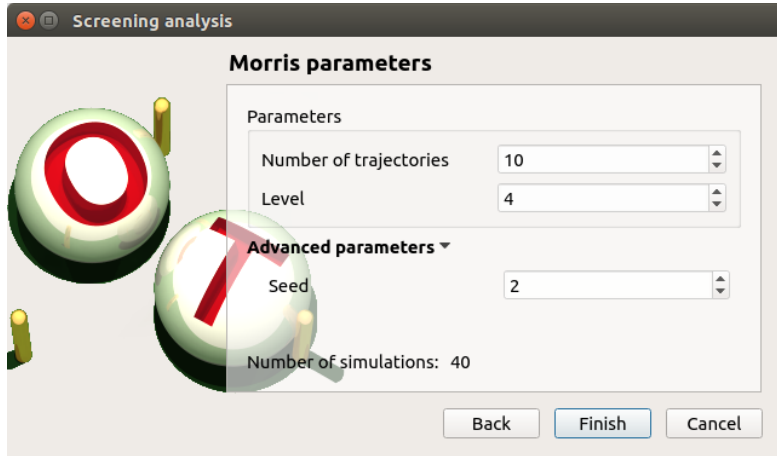 Screening analysis
Morris parameters
Parameters
Number of trajectories 10
Level 4
Advanced parameters
Seed 2
Number of simulations: 40
Back Finish Cancel
O
T